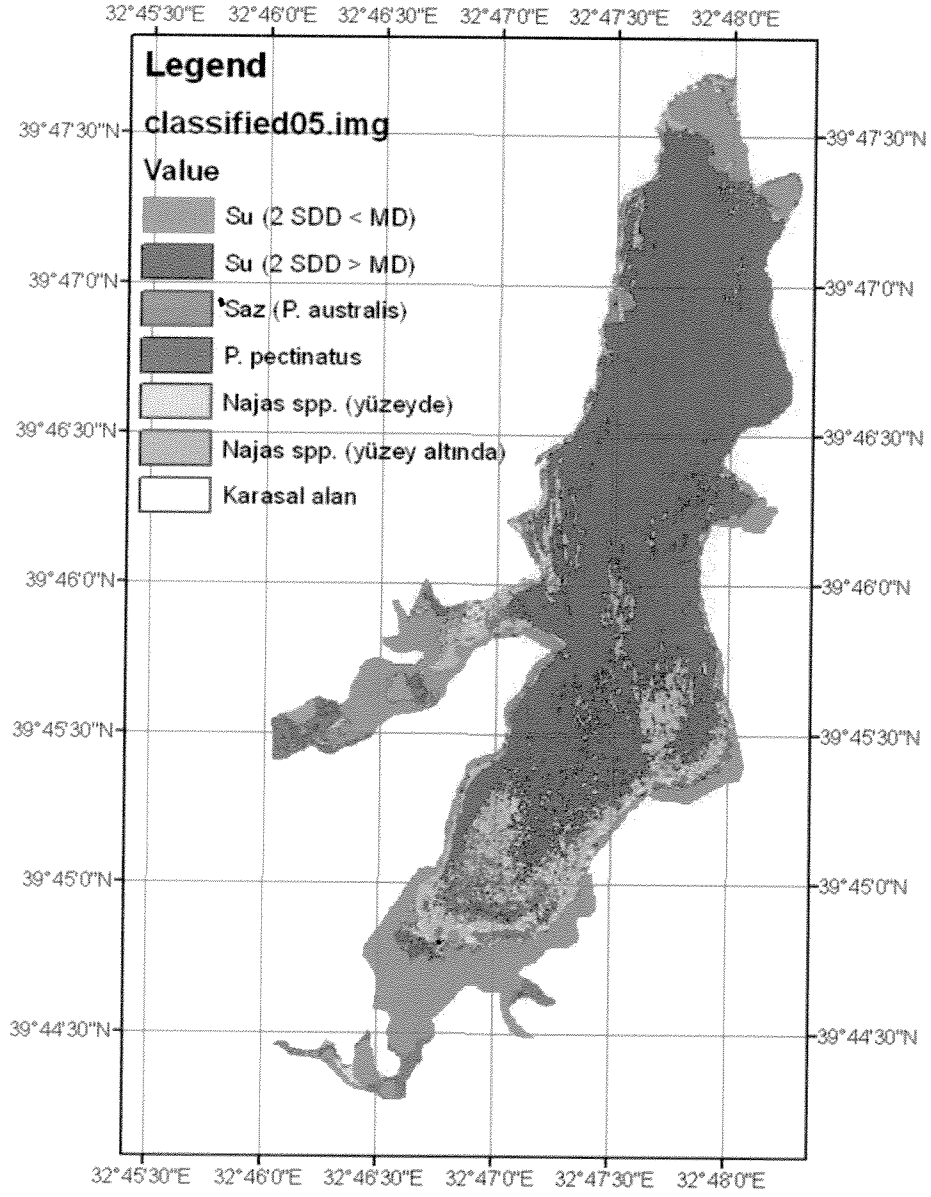 32°45'30"E 32°46'0"E 32°46'30"E 32°47'0"E 32°47'30"E 32°48'0"E
Legend
classified05.img
Value
Su (2 SDD < MD)
Su (2 SDD > MD)
Saz (P. australis)
P. pectinatus
Najas spp. (yüzeyde)
Najas spp. (yüzey altında)
Karasal alan
39°47'30"N 39°47'30"N
39°47'0"N 39°47'0"N
39°46'30"N 39°46'30"N
39°46'0"N 39°46'0"N
39°45'30"N 39°45'30"N
39°45'0"N 39°45'0"N
39°44'30"N 39°44'30"N
32°45'30"E 32°46'0"E 32°46'30"E 32°47'0"E 32°47'30"E 32°48'0"E